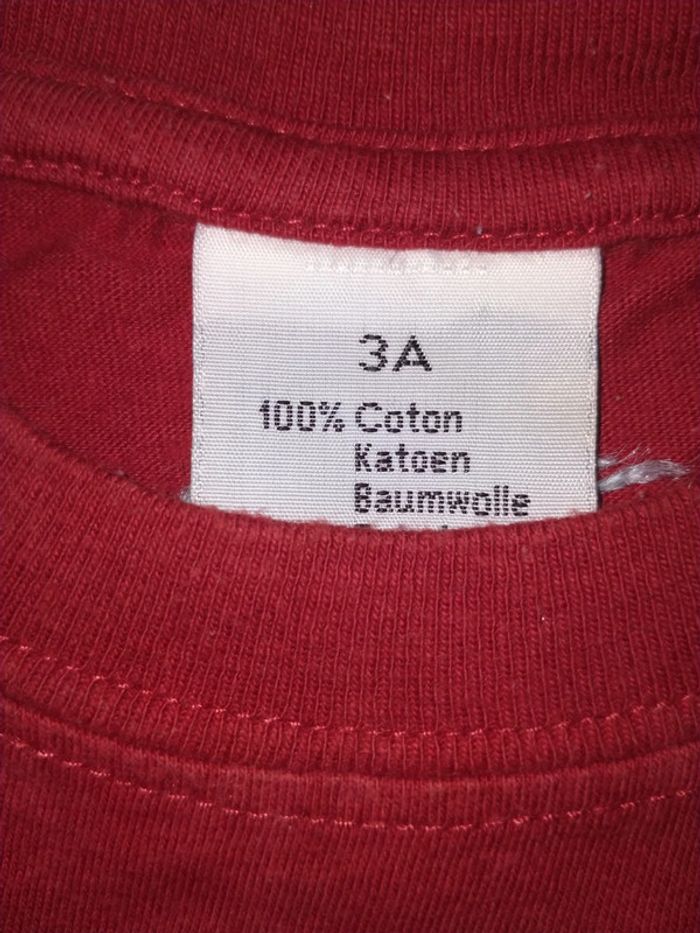 3A
100% Coton
Katoen
Baumwolle